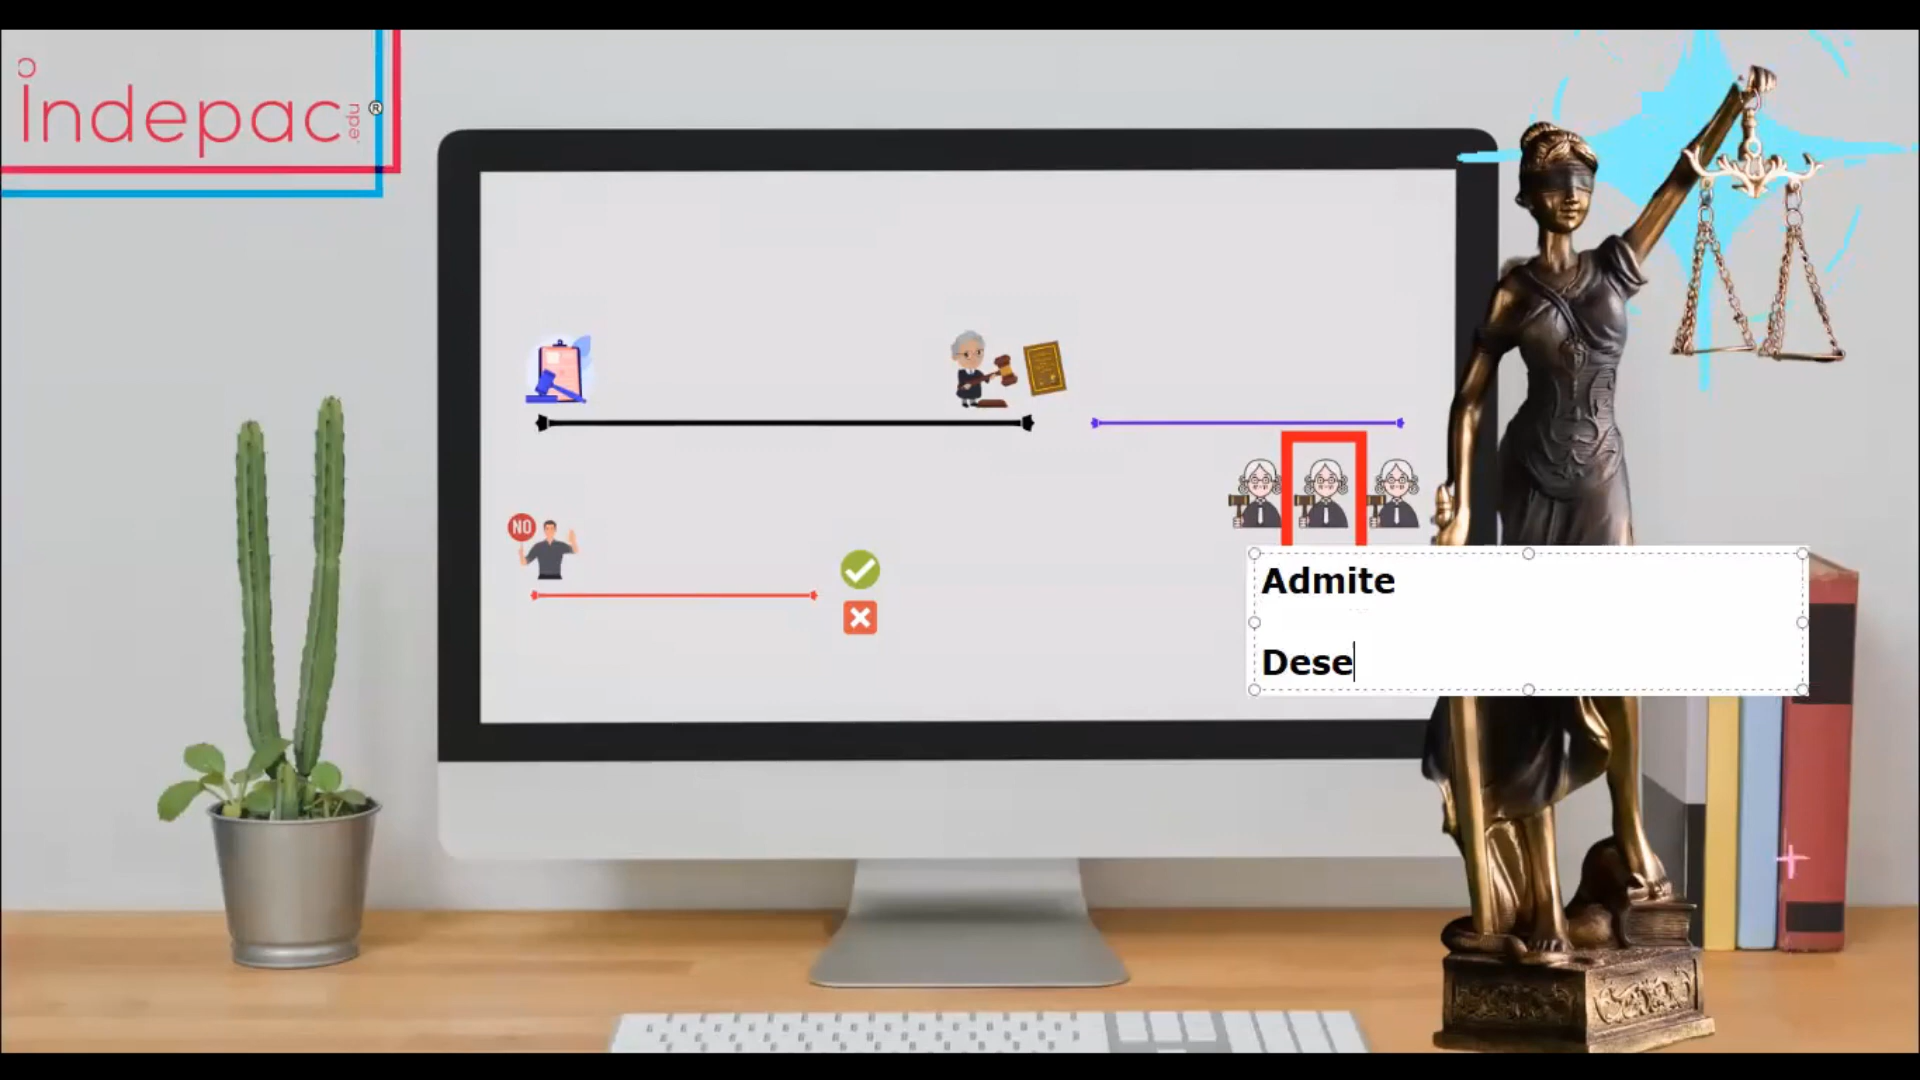 indepac
.edu
®
NO
Admite
Dese